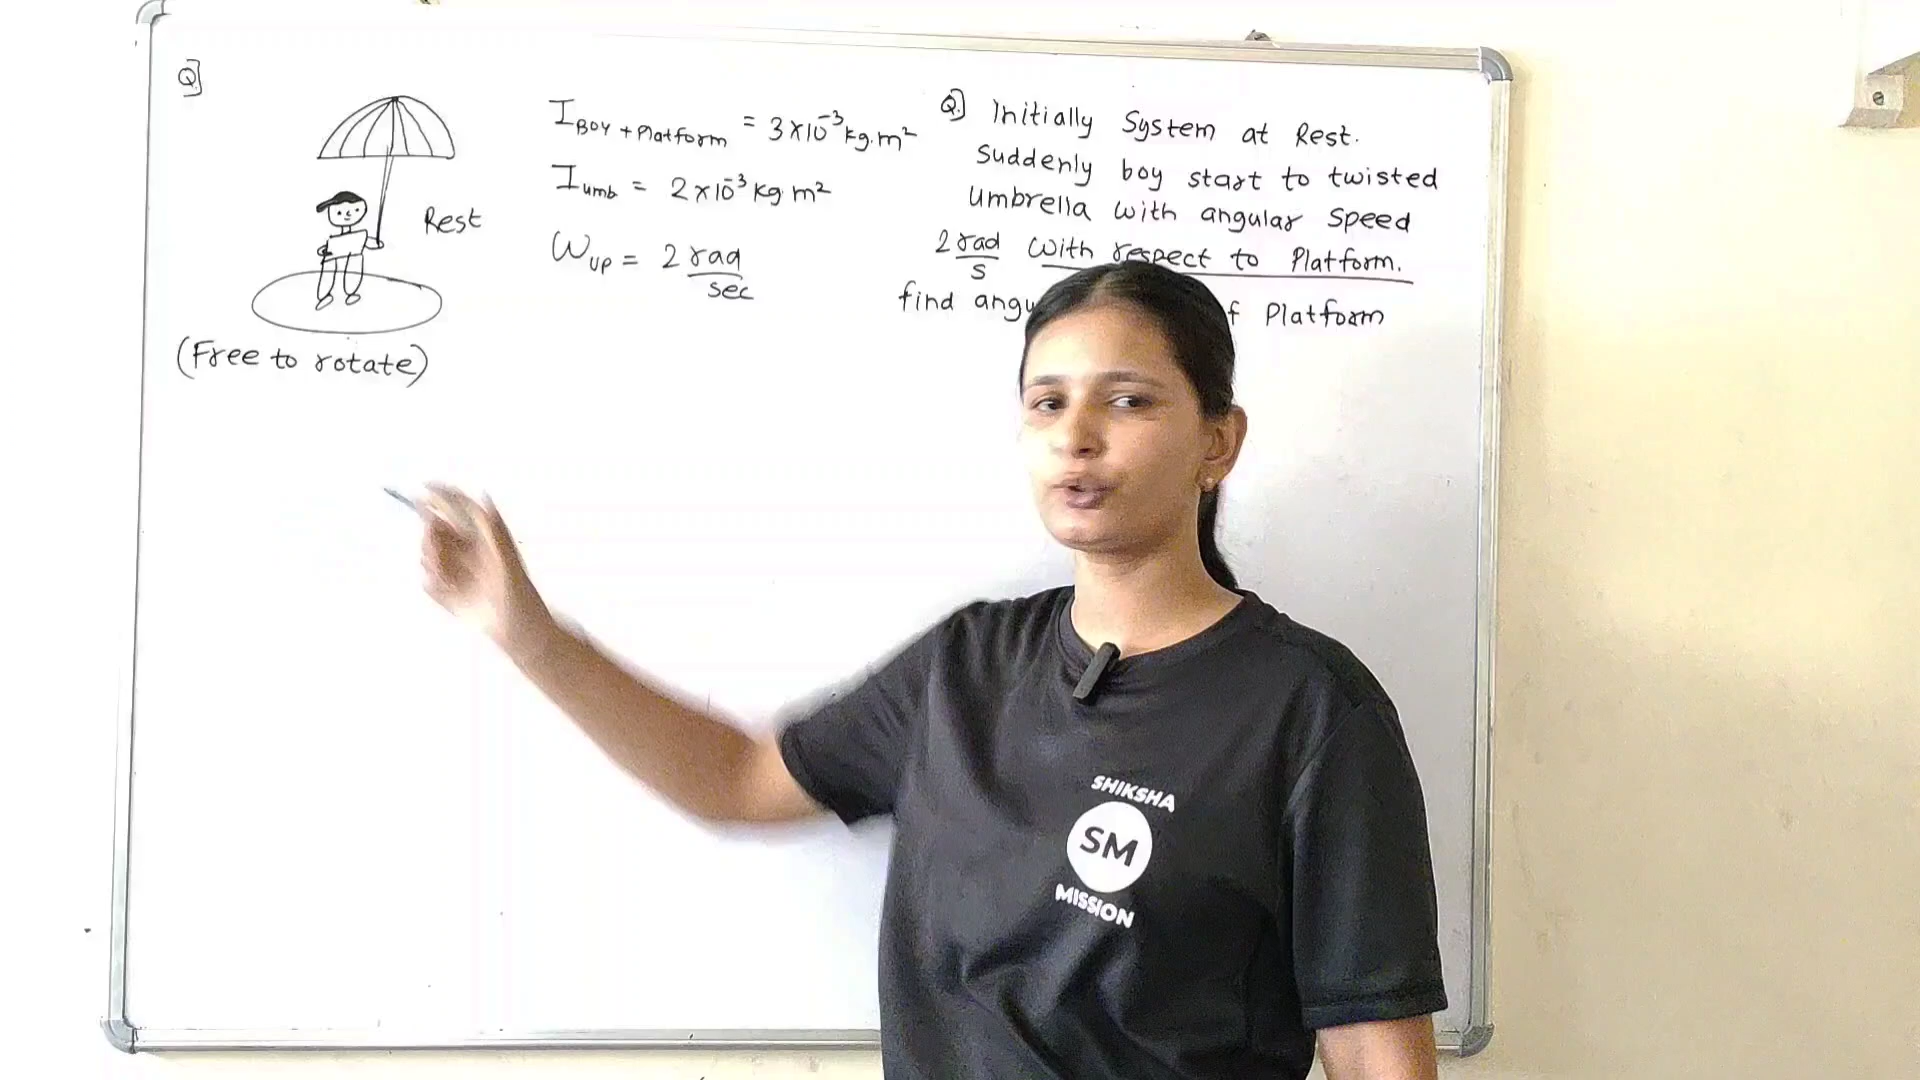 Q]
I Boy + Platform = 3×10⁻³ kg.m²
I umb = 2×10⁻³ kg m²
Rest
ω UP = 2 rad/sec
(Free to rotate)
Q] Initially System at Rest.
Suddenly boy start to twisted
Umbrella with angular speed
2 rad/s with respect to Platform.
find Platform
SHIKSHA
SM
MISSION